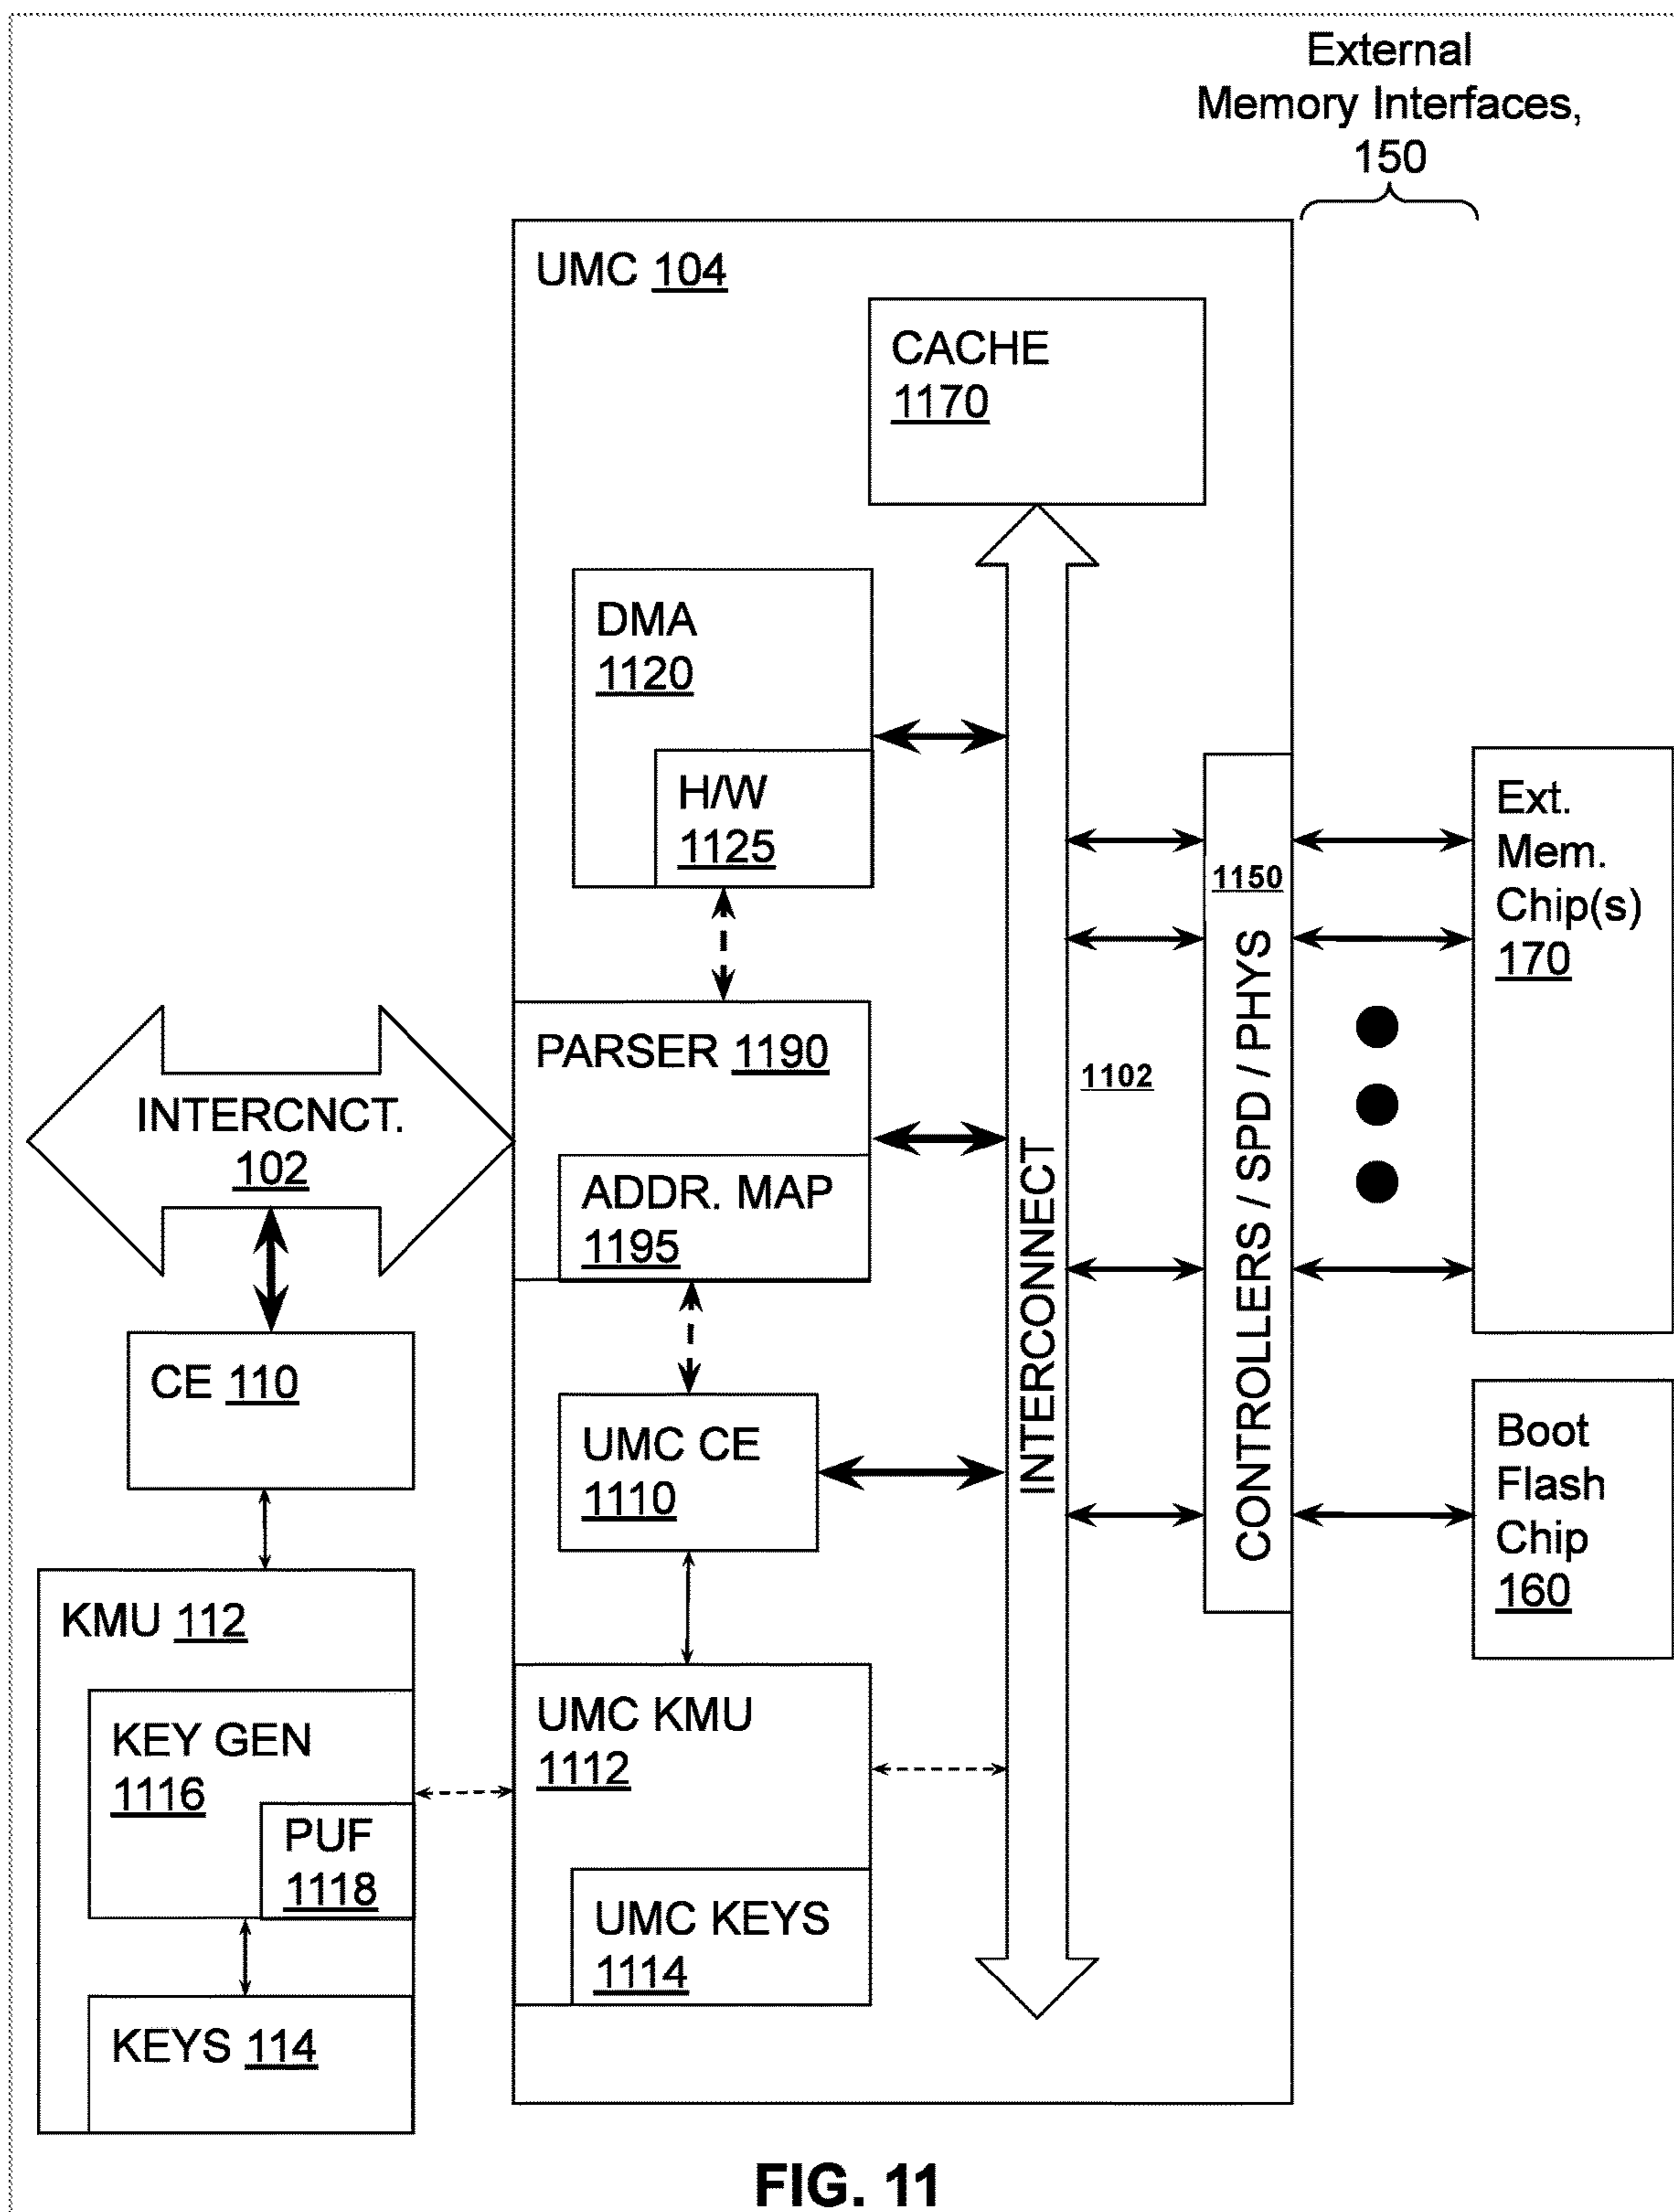 External
Memory Interfaces,
150
UMC 104
CACHE
1170
DMA
1120
H/W
1125
Ext.
Mem.
Chip(s)
170
1150
CONTROLLERS / SPD / PHYS
PARSER 1190
1102
INTERCNCT.
102
ADDR. MAP
1195
INTERCONNECT
CE 110
UMC CE
1110
Boot
Flash
Chip
160
KMU 112
KEY GEN
1116
PUF
1118
UMC KMU
1112
UMC KEYS
1114
KEYS 114
FIG. 11